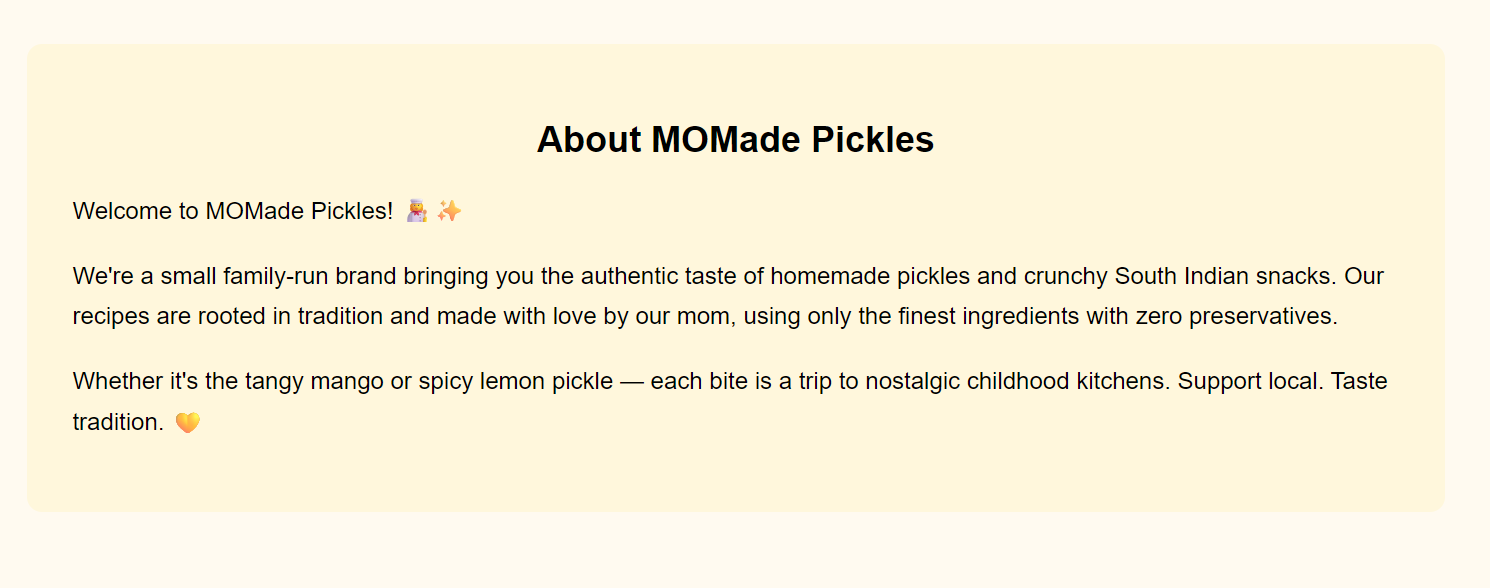 About MOMade Pickles
Welcome to MOMade Pickles! 👩‍🍳✨
We're a small family-run brand bringing you the authentic taste of homemade pickles and crunchy South Indian snacks. Our
recipes are rooted in tradition and made with love by our mom, using only the finest ingredients with zero preservatives.
Whether it's the tangy mango or spicy lemon pickle — each bite is a trip to nostalgic childhood kitchens. Support local. Taste
tradition. 💛